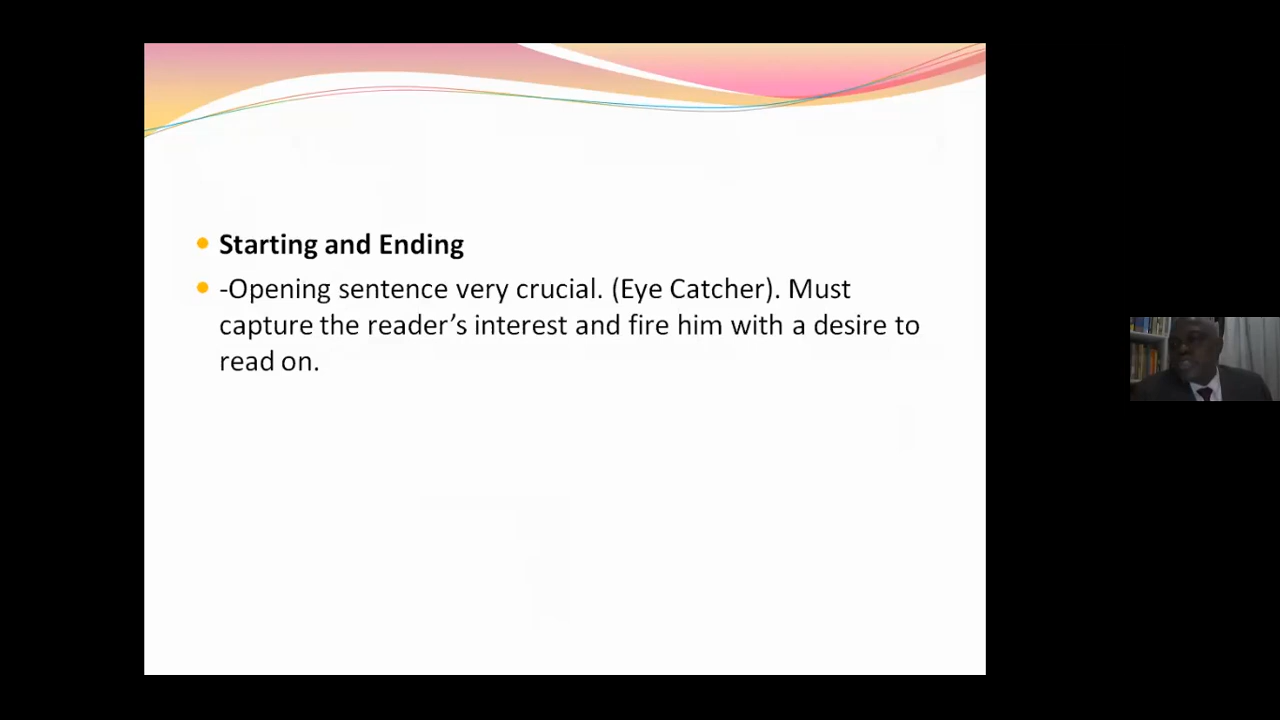 Starting and Ending
-Opening sentence very crucial. (Eye Catcher). Must
capture the reader’s interest and fire him with a desire to
read on.